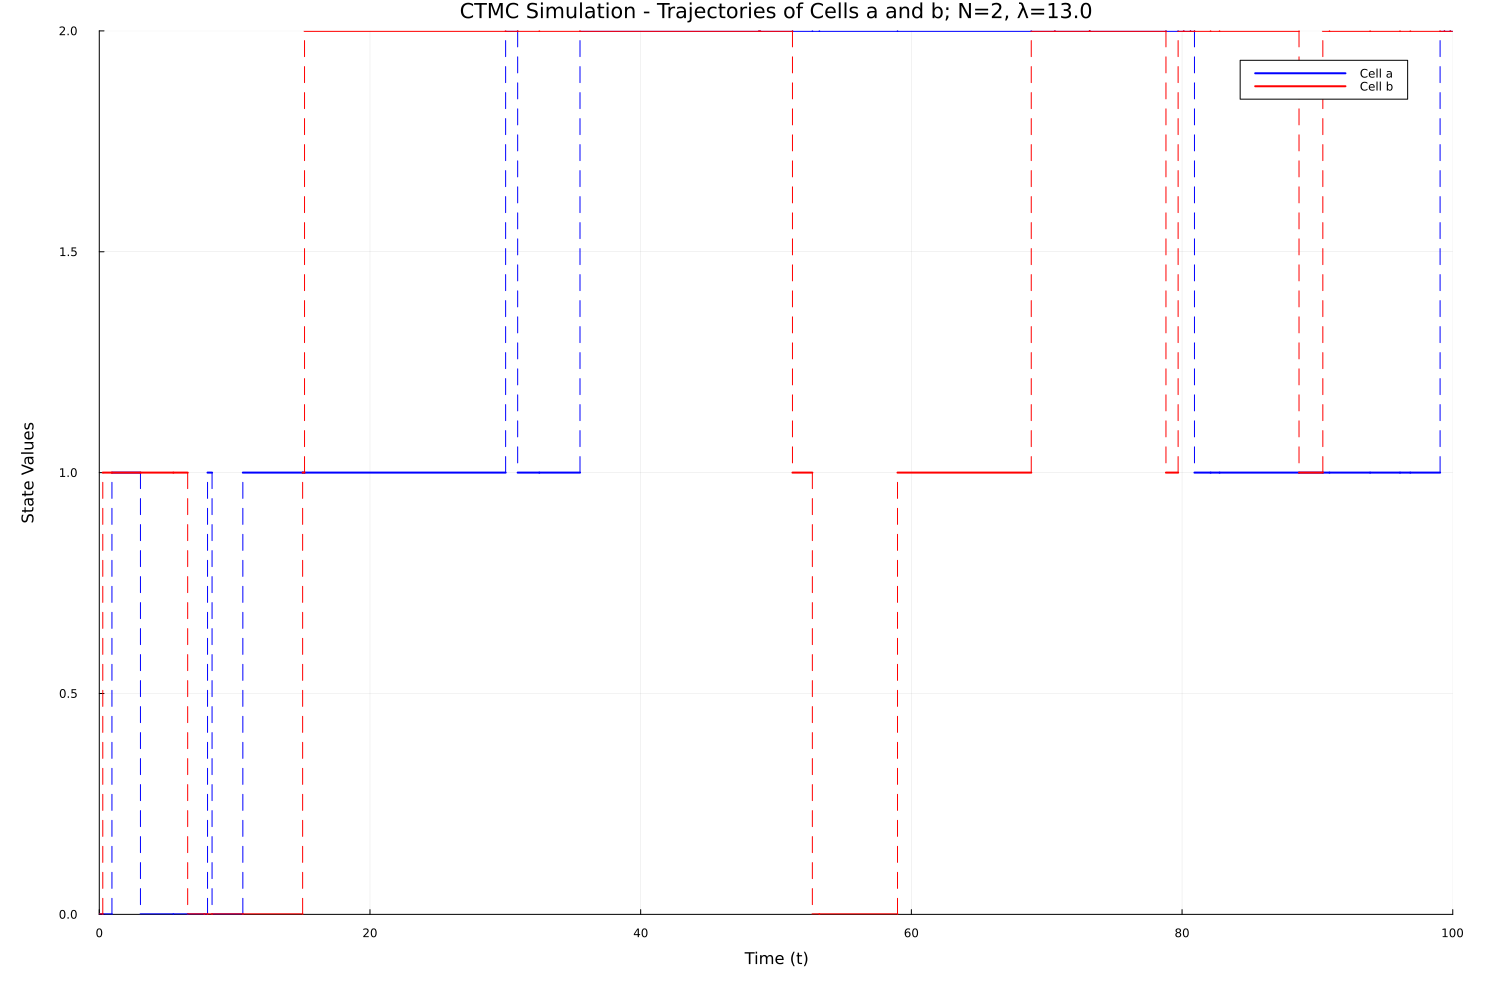 CTMC Simulation - Trajectories of Cells a and b; N=2, λ=13.0
2.0
Cell a
Cell b
1.5
State Values
1.0
0.5
0.0
0 20 40 60 80 100
Time (t)